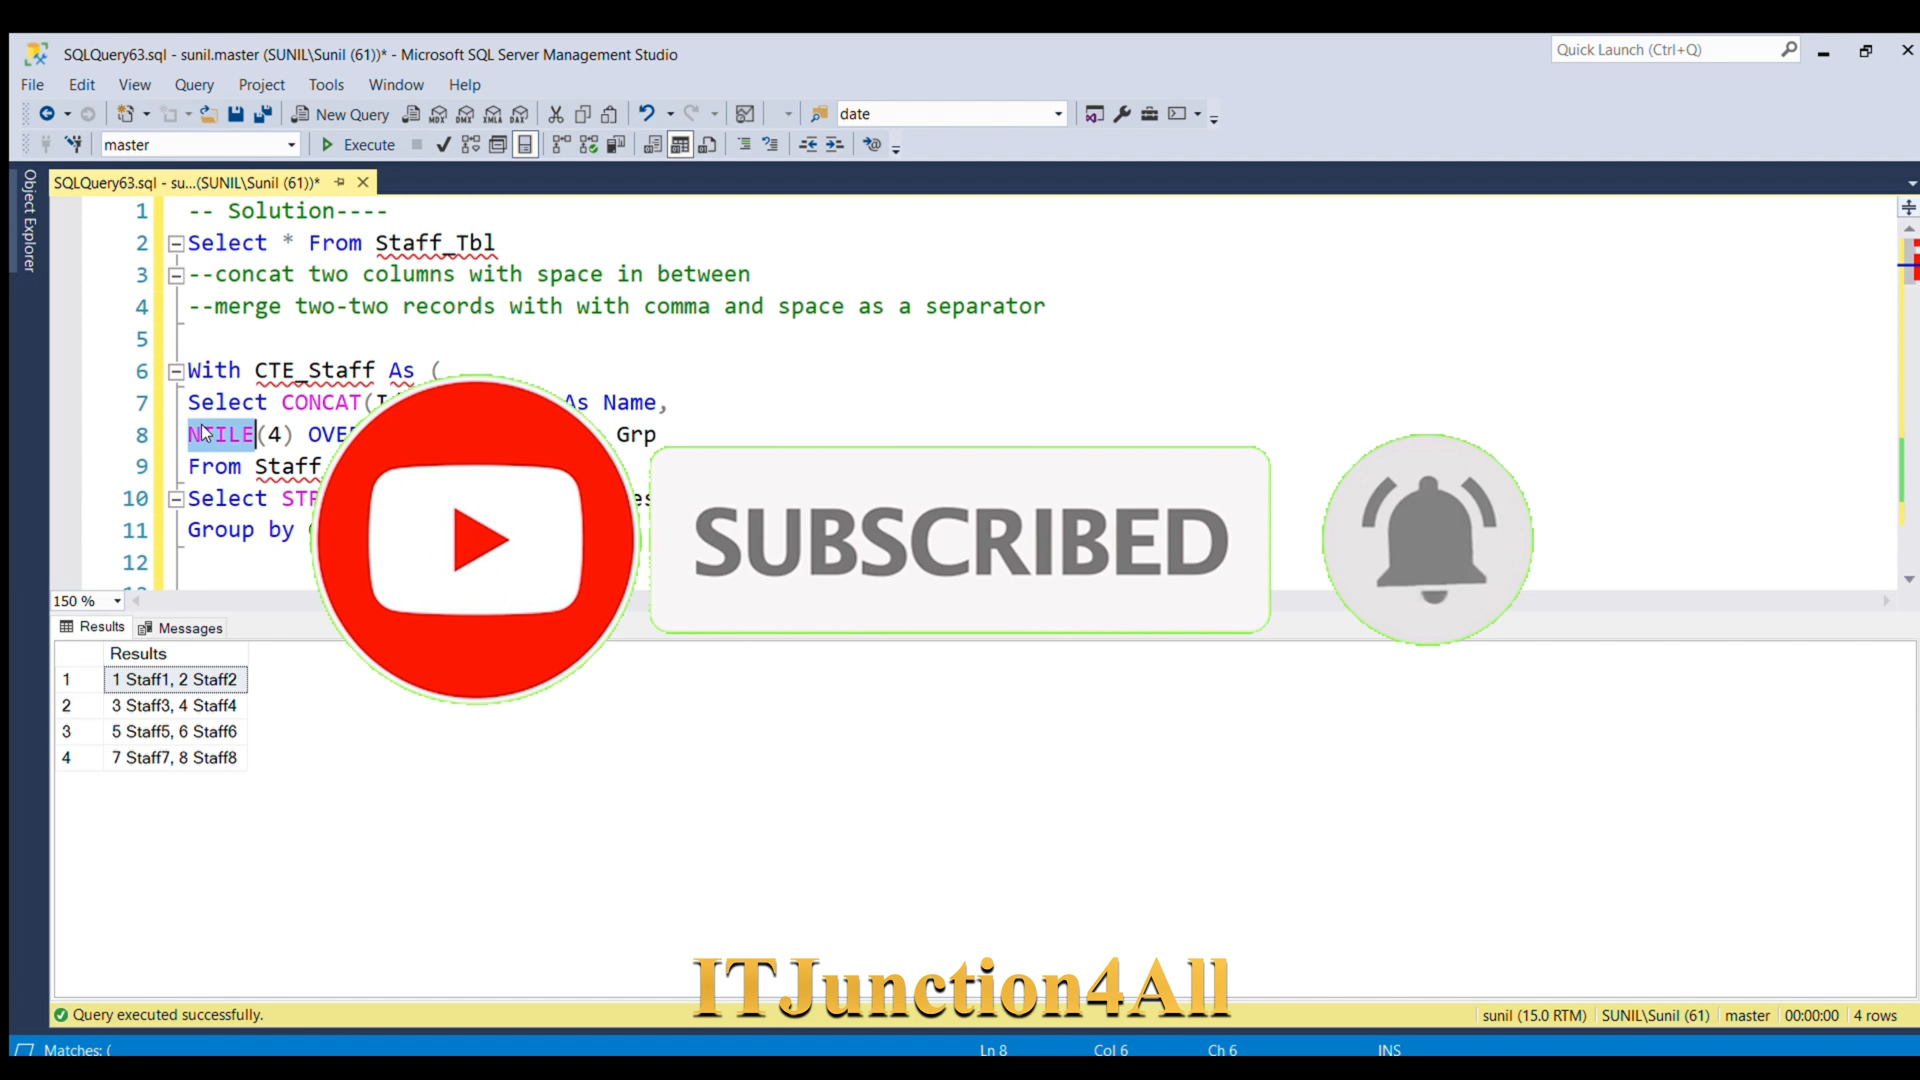 SQLQuery63.sql - sunil.master (SUNIL\Sunil (61))* - Microsoft SQL Server Management Studio
Quick Launch (Ctrl+Q)
File Edit View Query Project Tools Window Help
New Query MDX DMX XMLA DAX date
master Execute
Object Explorer
SQLQuery63.sql - su...(SUNIL\Sunil (61))*
1 -- Solution----
2 Select * From Staff_Tbl
3 --concat two columns with space in between
4 --merge two-two records with with comma and space as a separator
5
6 With CTE_Staff As (
7 Select CONCAT( As Name,
8 NTILE(4) Grp
9 From Staff
10 Select
11 Group by
12
SUBSCRIBED
150 %
Results Messages
Results
1 1 Staff1, 2 Staff2
2 3 Staff3, 4 Staff4
3 5 Staff5, 6 Staff6
4 7 Staff7, 8 Staff8
ITJunction4All
Query executed successfully.
sunil (15.0 RTM) SUNIL\Sunil (61) master 00:00:00 4 rows
Matches: (
Ln 8 Col 6 Ch 6 INS